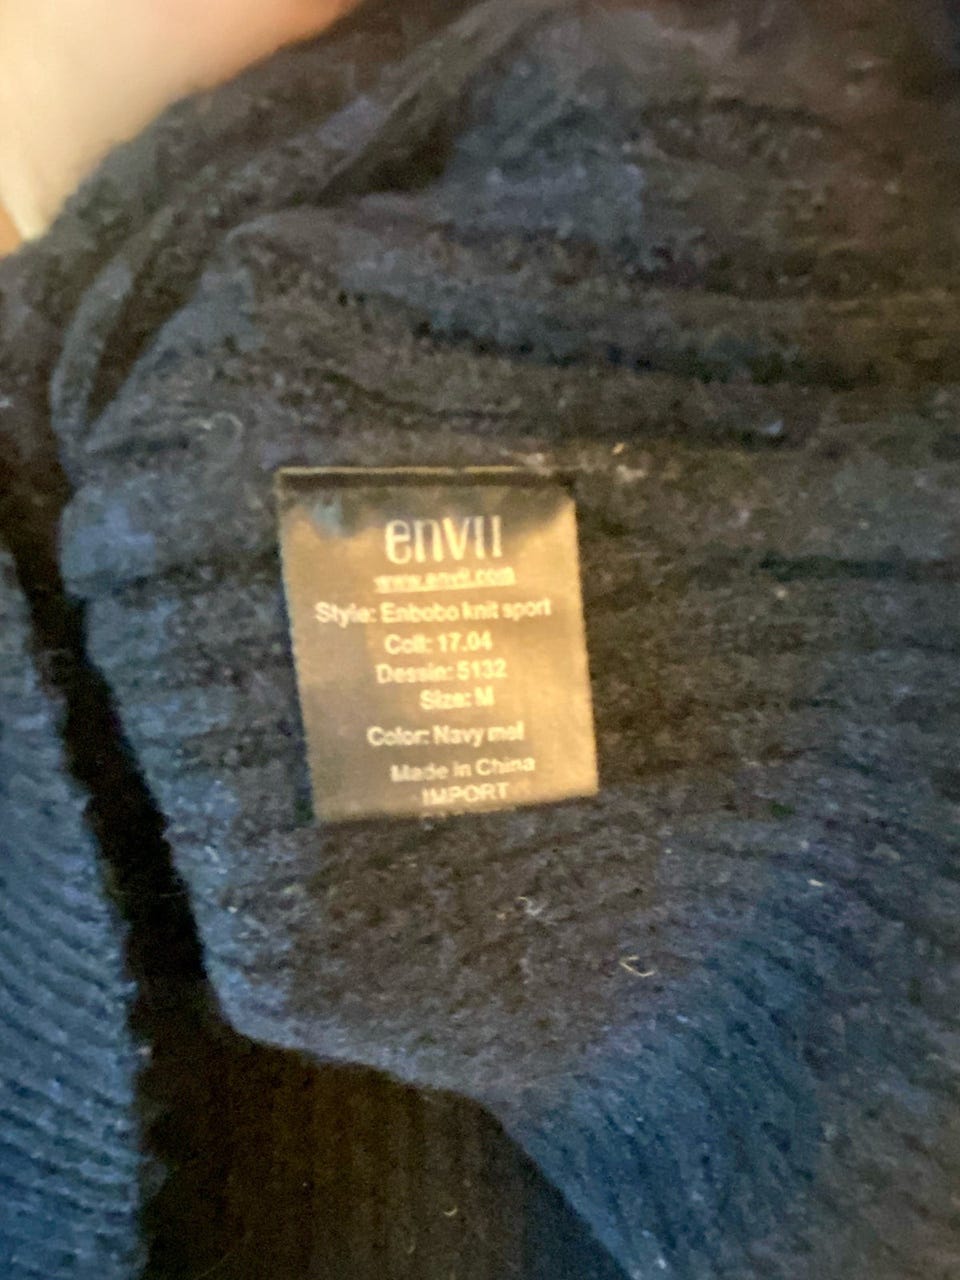 envii
www.envii.com
Style: Enbobo knit sport
Coll: 17.04
Dessin: 5132
Size: M
Color: Navy mel
Made in China
IMPORT